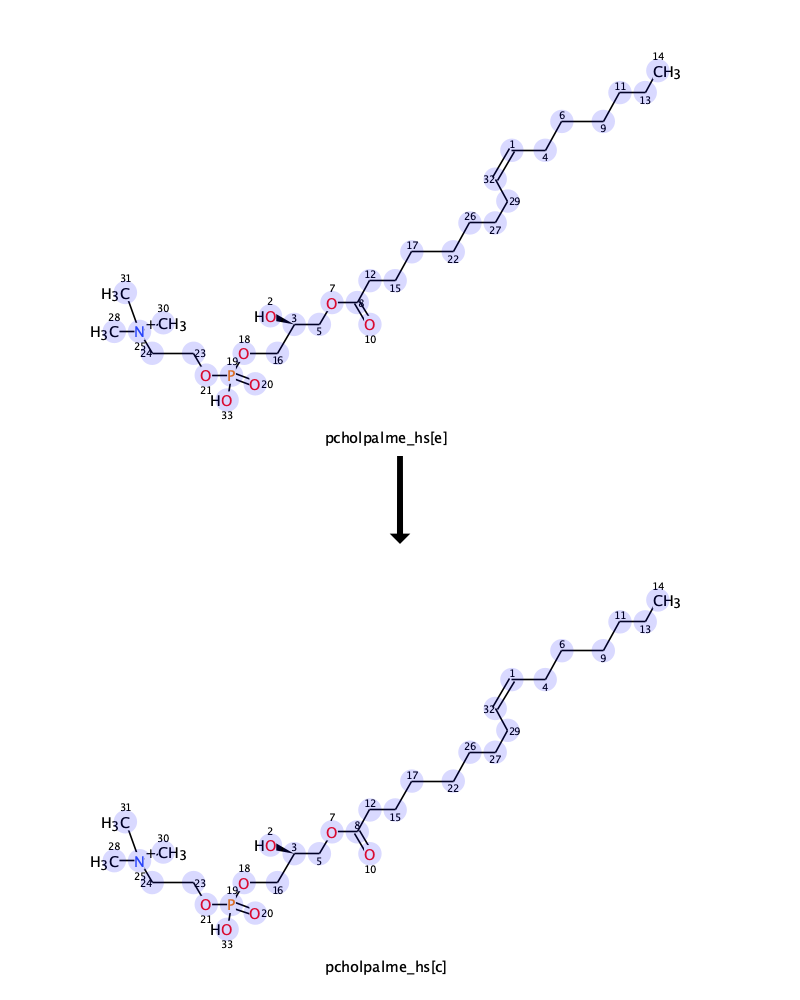 14
CH3
11
13
6
9
1
4
32
29
26
27
17
22
12
15
31
H3C
7
O
8
2
HO
3
5
O
10
28
H3C
N
+
30
CH3
25
24
23
18
O
16
19
O
P
O
20
21
HO
33
pcholpalme_hs[e]
14
CH3
11
13
6
9
1
4
32
29
26
27
17
22
12
15
31
H3C
7
O
8
2
HO
3
5
O
10
28
H3C
N
+
30
CH3
25
24
23
18
O
16
19
O
P
O
20
21
HO
33
pcholpalme_hs[c]